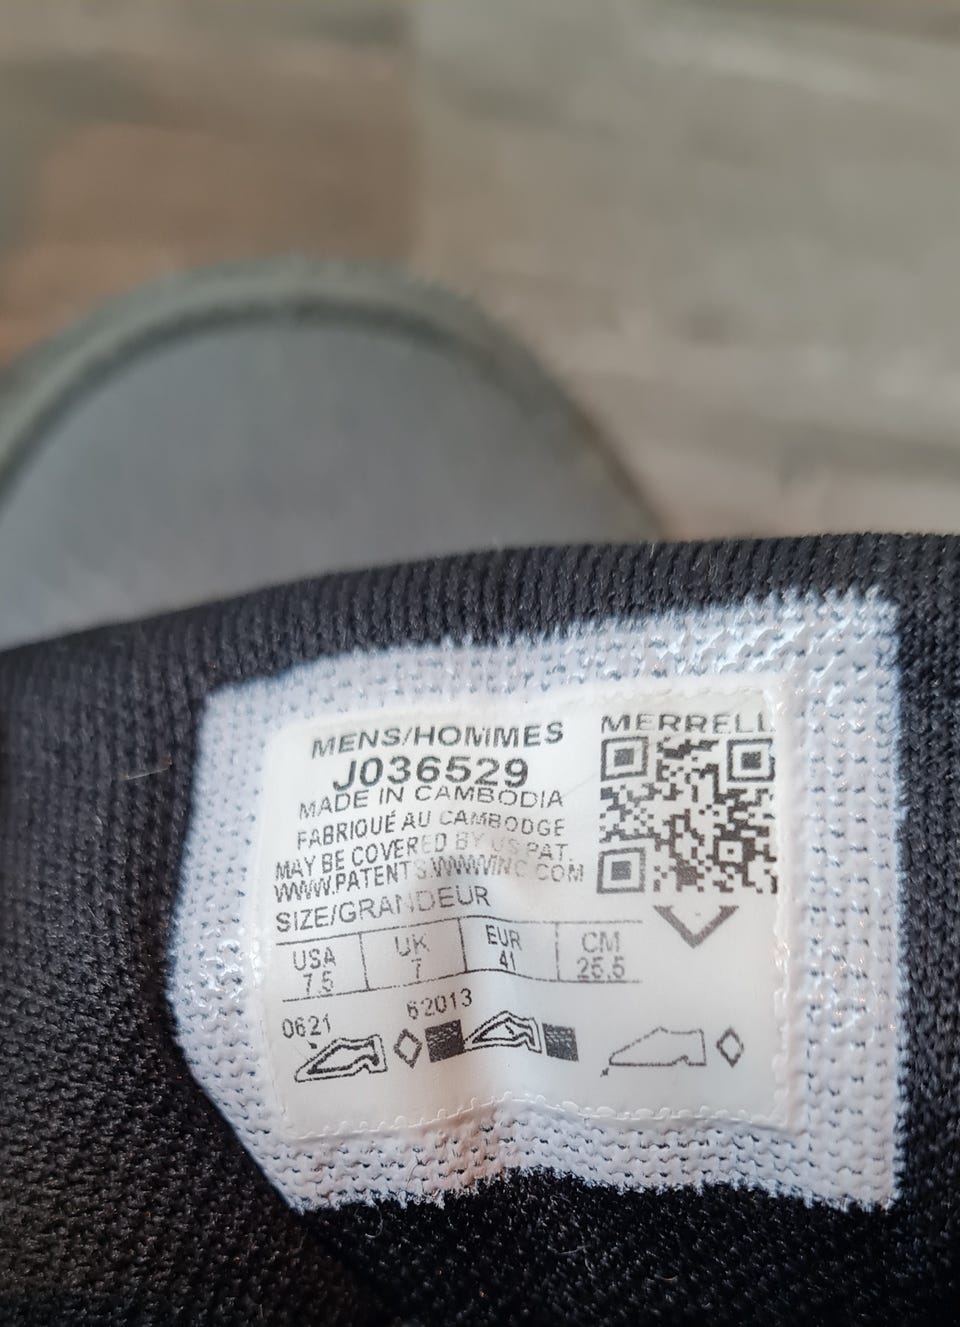 MENS/HOMMES
J036529
MADE IN CAMBODIA
FABRIQUÉ AU CAMBODGE
MAY BE COVERED BY US PAT.
WWW.PATENTS.WWWINC.COM
SIZE/GRANDEUR
USA UK EUR CM
7.5 7 41 25.5
0621 62013
MERRELL